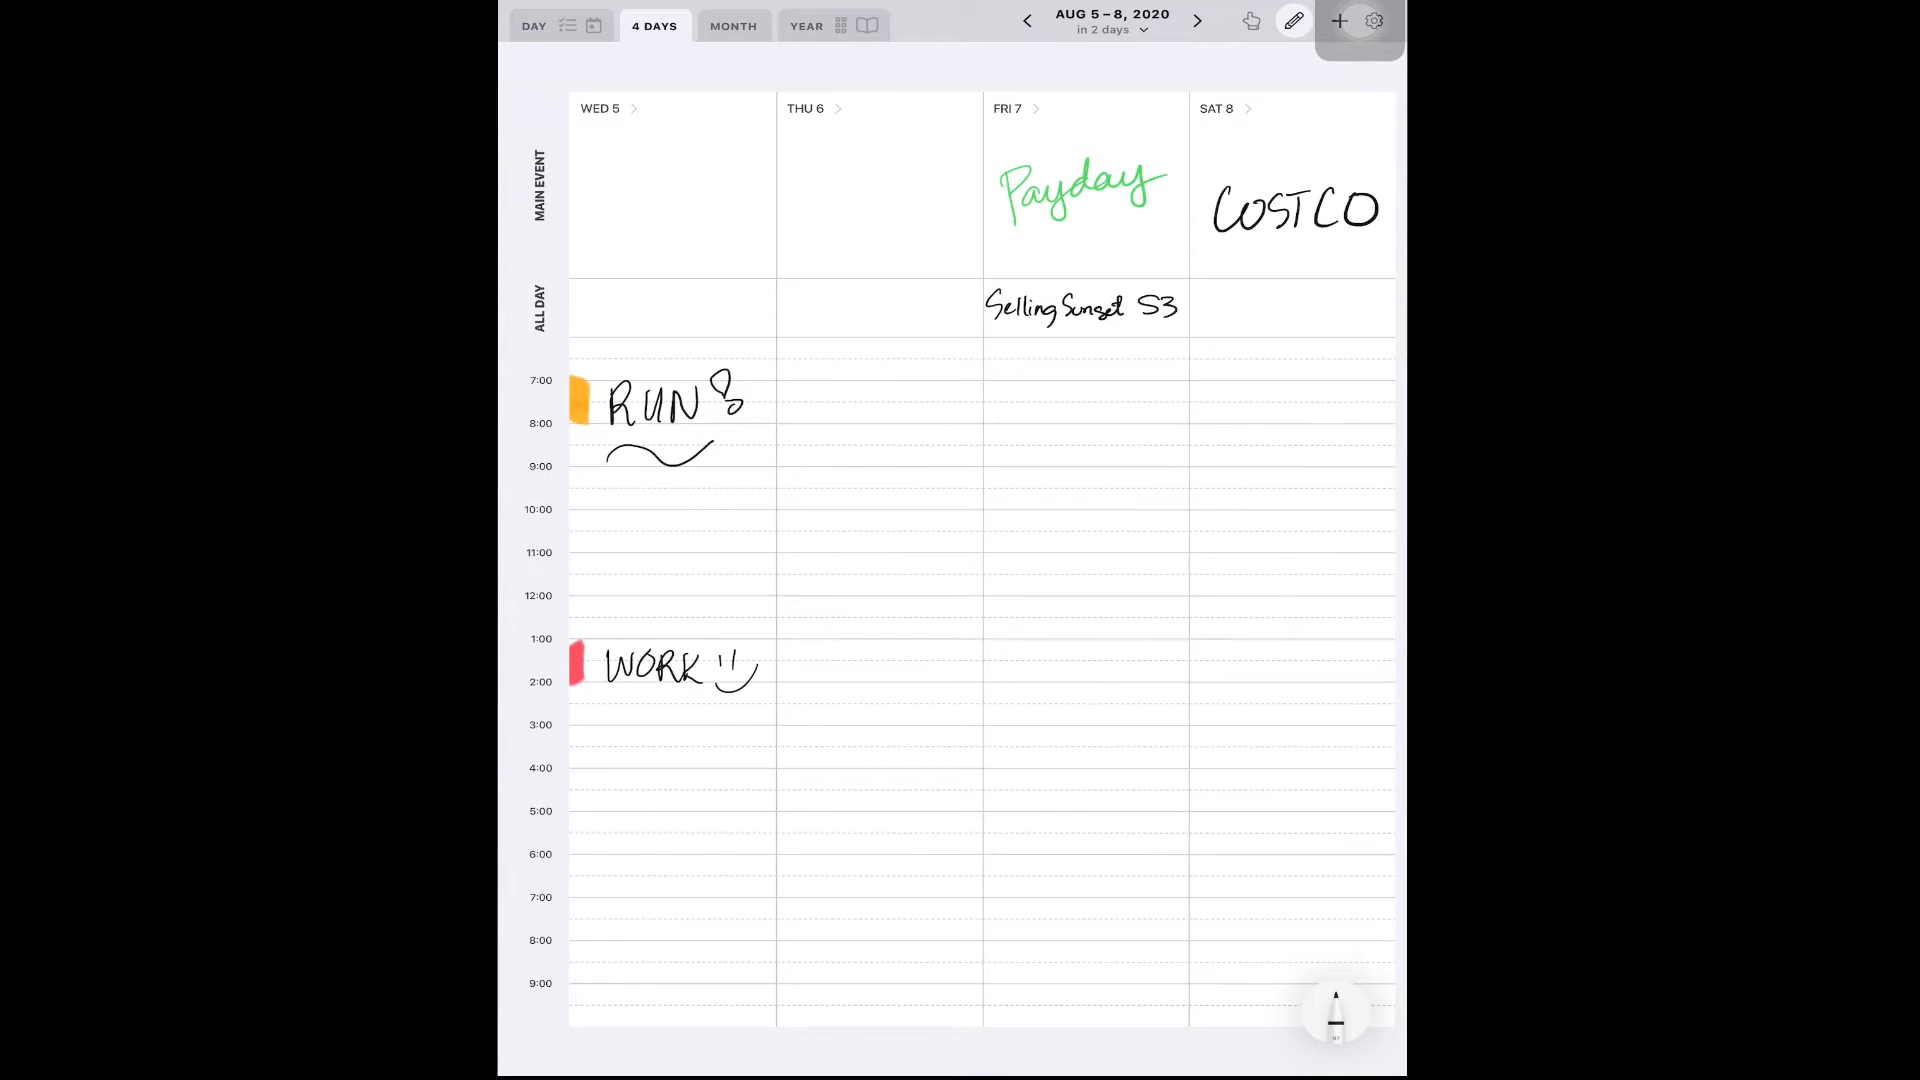 DAY
4 DAYS
MONTH
YEAR
AUG 5 – 8, 2020
in 2 days
WED 5
THU 6
FRI 7
SAT 8
MAIN EVENT
Payday
COSTCO
ALL DAY
Selling Sunset S3
7:00
RUN!
8:00
9:00
10:00
11:00
12:00
1:00
WORK
2:00
3:00
4:00
5:00
6:00
7:00
8:00
9:00